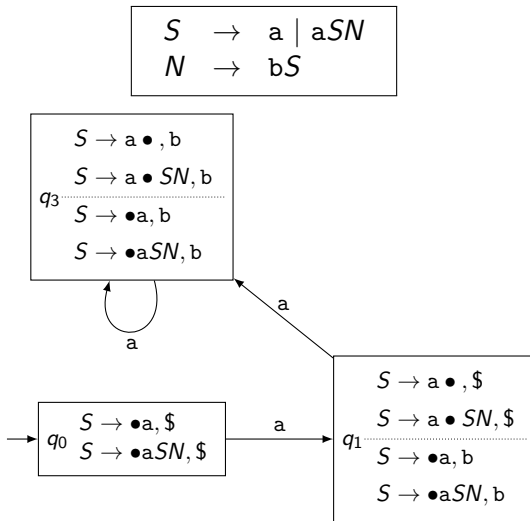 S → a | aSN
N → bS
S → a • , b
S → a • SN, b
q3
S → •a, b
S → •aSN, b
a
a
S → •a, $
q0
S → •aSN, $
a
S → a • , $
S → a • SN, $
q1
S → •a, b
S → •aSN, b